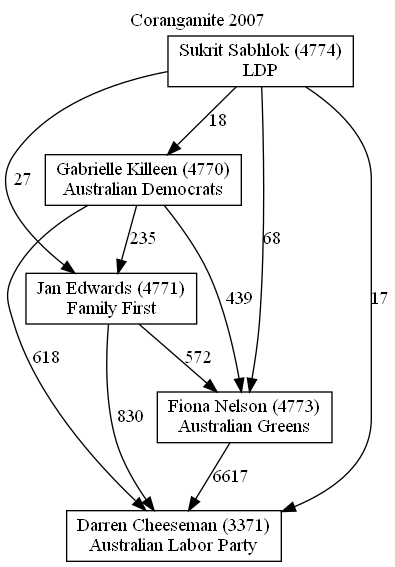 Corangamite 2007
Sukrit Sabhlok (4774)
LDP
18
Gabrielle Killeen (4770)
Australian Democrats
27
235
68
Jan Edwards (4771)
Family First
439
17
618
572
830
Fiona Nelson (4773)
Australian Greens
6617
Darren Cheeseman (3371)
Australian Labor Party